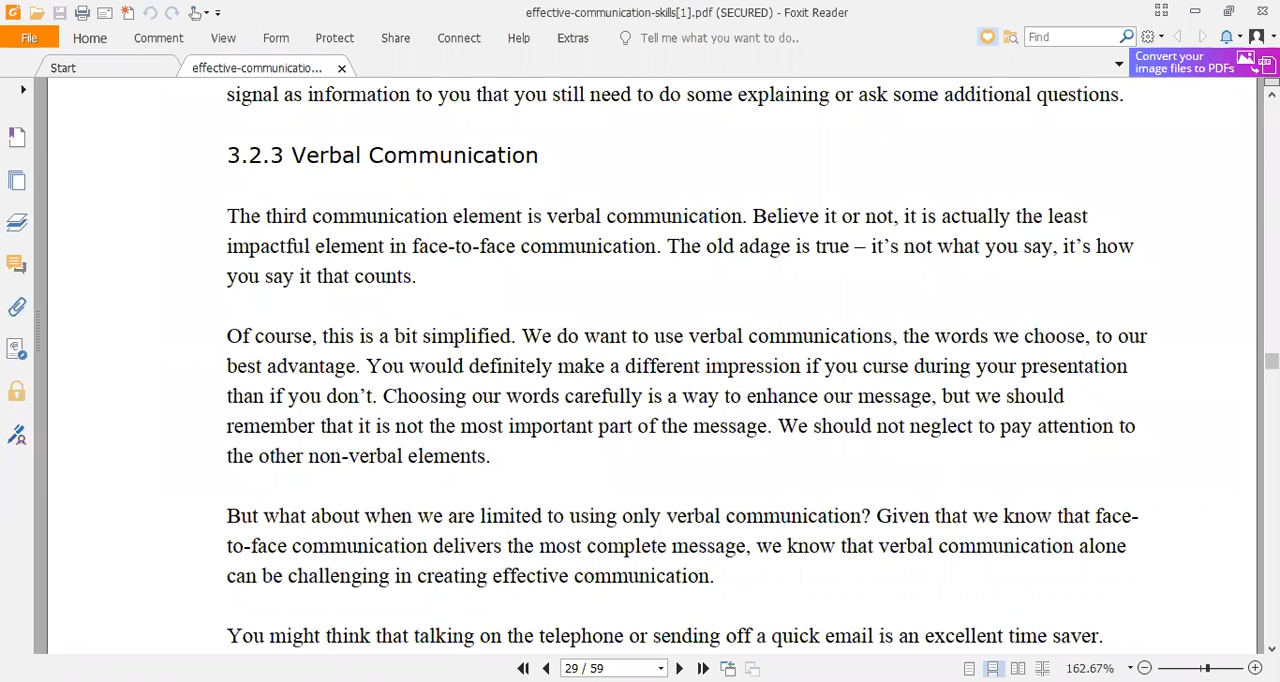 effective-communication-skills[1].pdf (SECURED) - Foxit Reader
File Home Comment View Form Protect Share Connect Help Extras Tell me what you want to do.. Find
Start effective-communicatio... Convert your
image files to PDFs
signal as information to you that you still need to do some explaining or ask some additional questions.
3.2.3 Verbal Communication
The third communication element is verbal communication. Believe it or not, it is actually the least
impactful element in face-to-face communication. The old adage is true – it’s not what you say, it’s how
you say it that counts.
Of course, this is a bit simplified. We do want to use verbal communications, the words we choose, to our
best advantage. You would definitely make a different impression if you curse during your presentation
than if you don’t. Choosing our words carefully is a way to enhance our message, but we should
remember that it is not the most important part of the message. We should not neglect to pay attention to
the other non-verbal elements.
But what about when we are limited to using only verbal communication? Given that we know that face-
to-face communication delivers the most complete message, we know that verbal communication alone
can be challenging in creating effective communication.
You might think that talking on the telephone or sending off a quick email is an excellent time saver.
29 / 59 162.67%